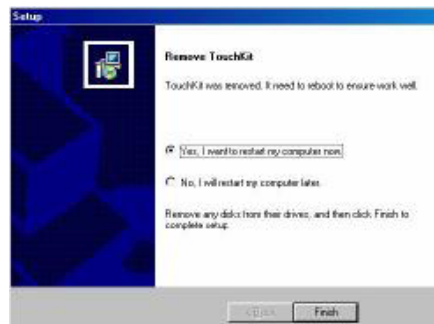 Setup
Remove TouchKit
TouchKit was removed. It need to reboot to ensure work well.
Yes, I want to restart my computer now.
No, I will restart my computer later.
Remove any disks from their drives, and then click Finish to
complete setup.
< Back
Finish